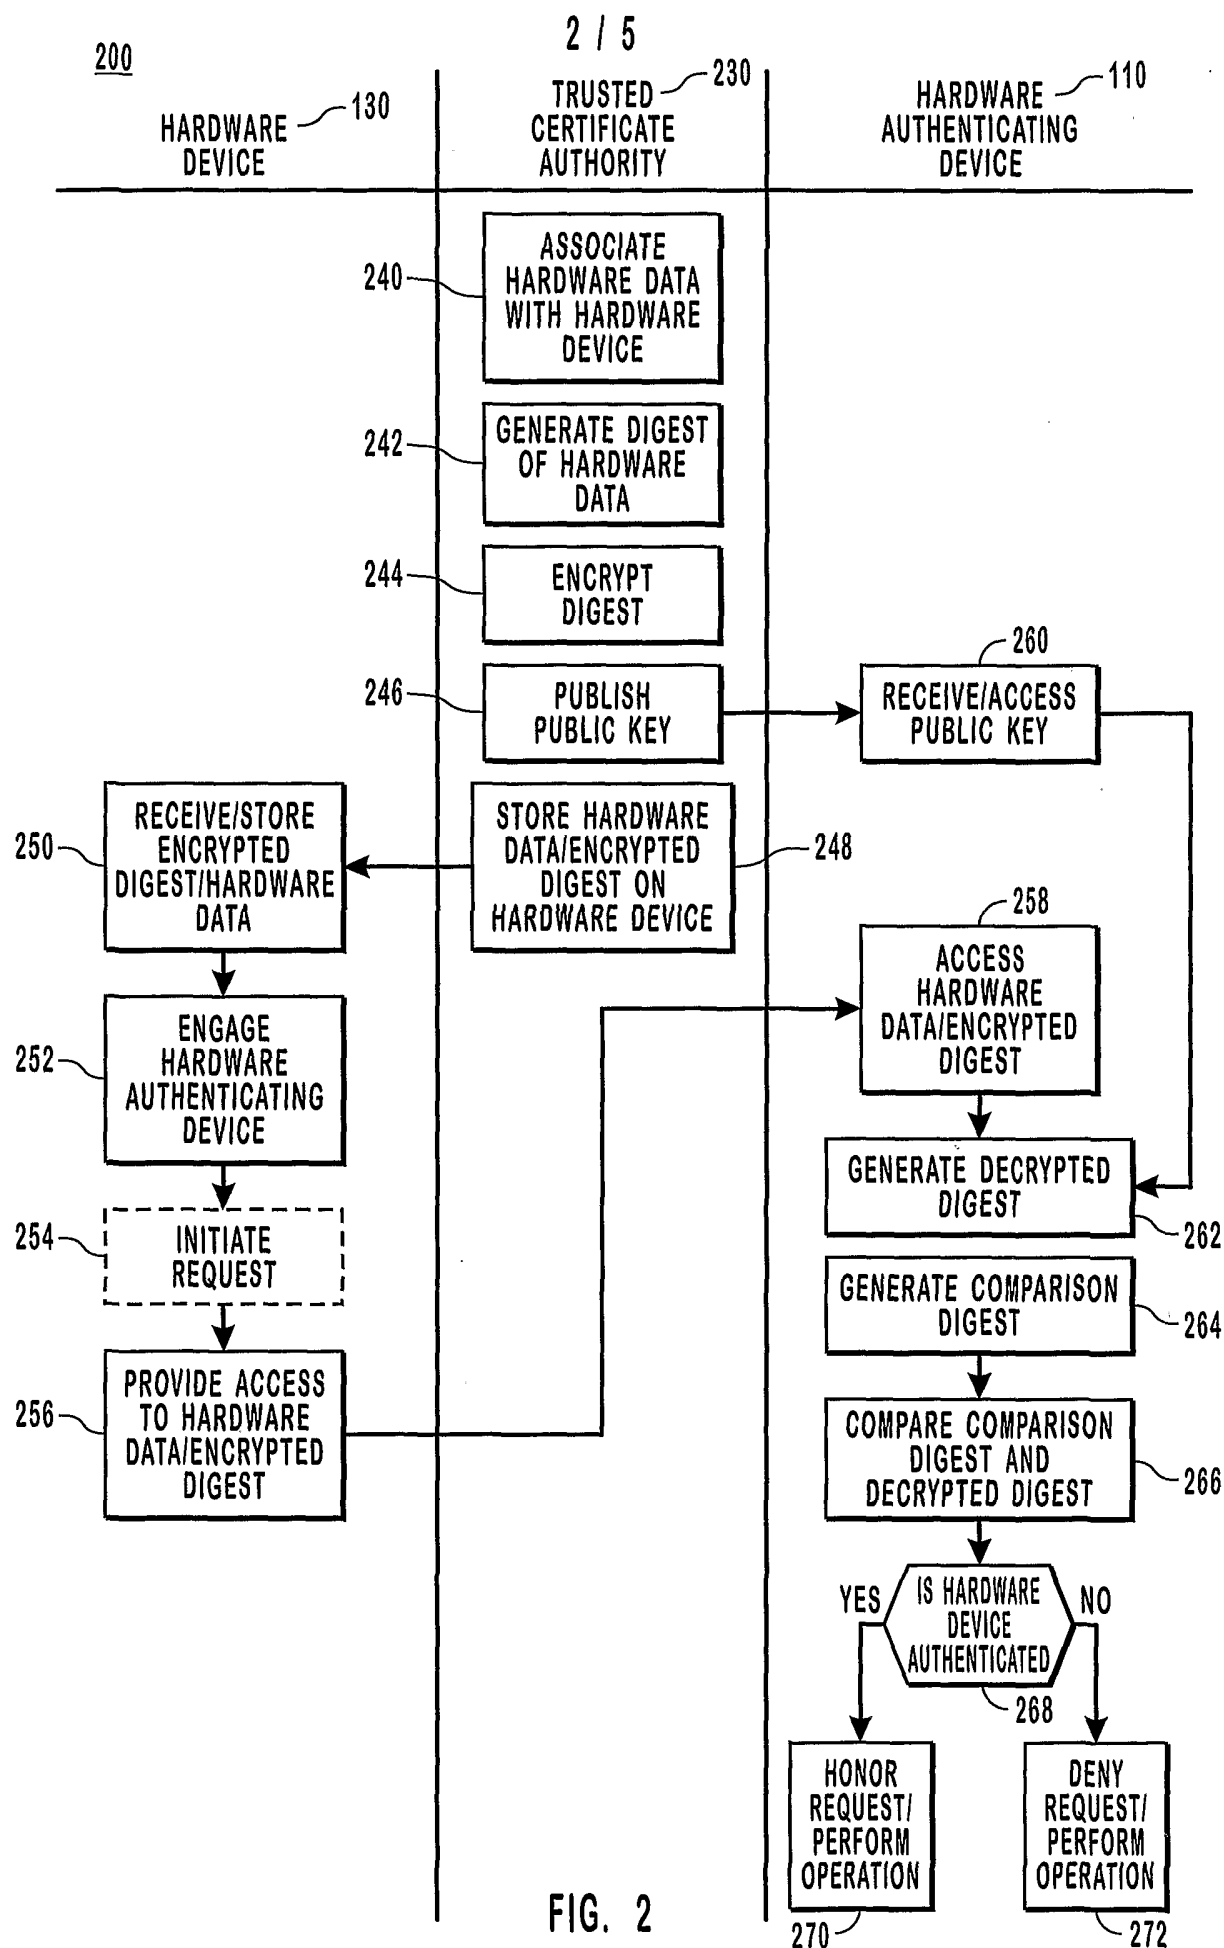 2 / 5
200
HARDWARE
DEVICE
130
TRUSTED
CERTIFICATE
AUTHORITY
230
HARDWARE
AUTHENTICATING
DEVICE
110
240
ASSOCIATE
HARDWARE DATA
WITH HARDWARE
DEVICE
242
GENERATE DIGEST
OF HARDWARE
DATA
244
ENCRYPT
DIGEST
246
PUBLISH
PUBLIC KEY
260
RECEIVE/ACCESS
PUBLIC KEY
250
RECEIVE/STORE
ENCRYPTED
DIGEST/HARDWARE
DATA
STORE HARDWARE
DATA/ENCRYPTED
DIGEST ON
HARDWARE DEVICE
248
258
ACCESS
HARDWARE
DATA/ENCRYPTED
DIGEST
252
ENGAGE
HARDWARE
AUTHENTICATING
DEVICE
GENERATE DECRYPTED
DIGEST
262
254
INITIATE
REQUEST
GENERATE COMPARISON
DIGEST
264
256
PROVIDE ACCESS
TO HARDWARE
DATA/ENCRYPTED
DIGEST
COMPARE COMPARISON
DIGEST AND
DECRYPTED DIGEST
266
YES
IS HARDWARE
DEVICE
AUTHENTICATED
NO
268
HONOR
REQUEST/
PERFORM
OPERATION
270
DENY
REQUEST/
PERFORM
OPERATION
272
FIG. 2